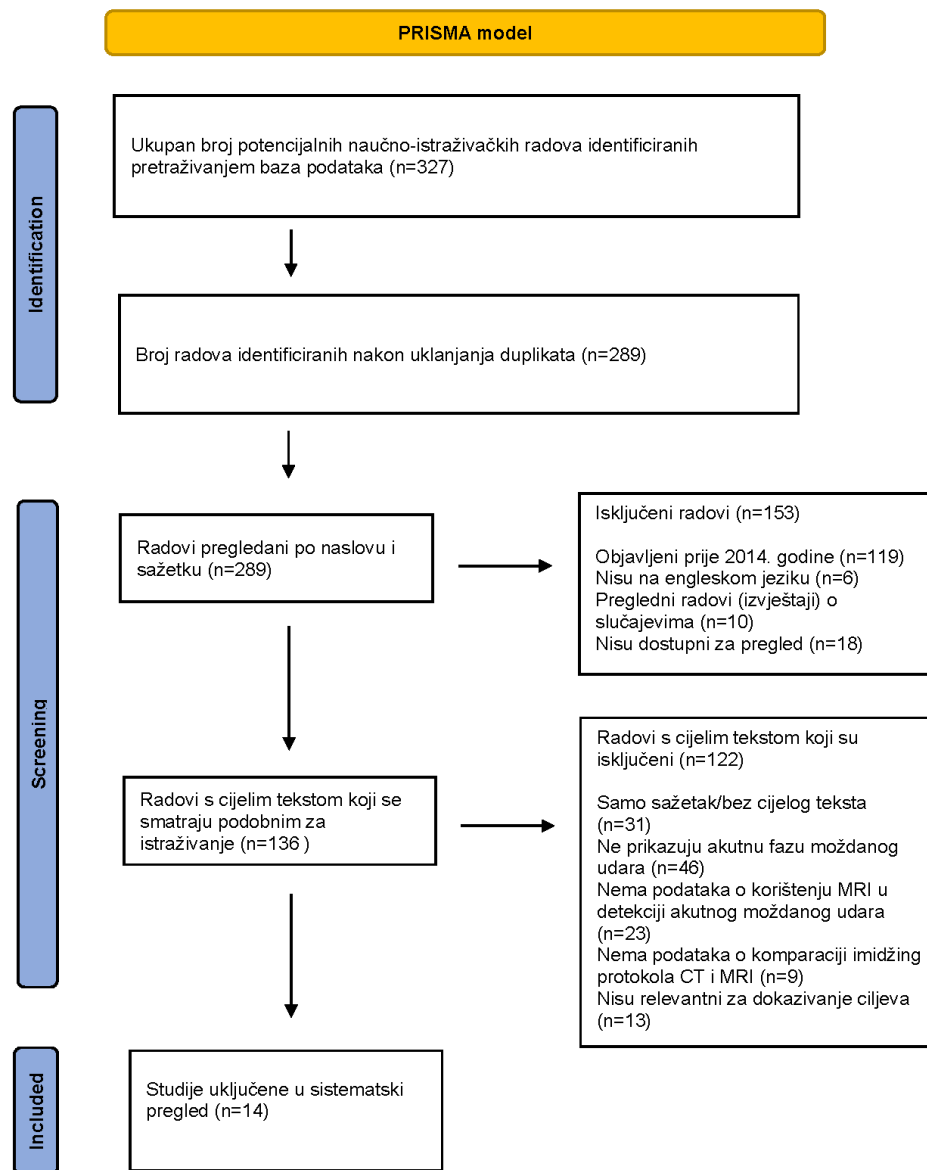 PRISMA model
Identification
Ukupan broj potencijalnih naučno-istraživačkih radova identificiranih
pretraživanjem baza podataka (n=327)
Broj radova identificiranih nakon uklanjanja duplikata (n=289)
Screening
Radovi pregledani po naslovu i
sažetku (n=289)
Isključeni radovi (n=153)
Objavljeni prije 2014. godine (n=119)
Nisu na engleskom jeziku (n=6)
Pregledni radovi (izvještaji) o
slučajevima (n=10)
Nisu dostupni za pregled (n=18)
Radovi s cijelim tekstom koji se
smatraju podobnim za
istraživanje (n=136 )
Radovi s cijelim tekstom koji su
isključeni (n=122)
Samo sažetak/bez cijelog teksta
(n=31)
Ne prikazuju akutnu fazu moždanog
udara (n=46)
Nema podataka o korištenju MRI u
detekciji akutnog moždanog udara
(n=23)
Nema podataka o komparaciji imidžing
protokola CT i MRI (n=9)
Nisu relevantni za dokazivanje ciljeva
(n=13)
Included
Studije uključene u sistematski
pregled (n=14)